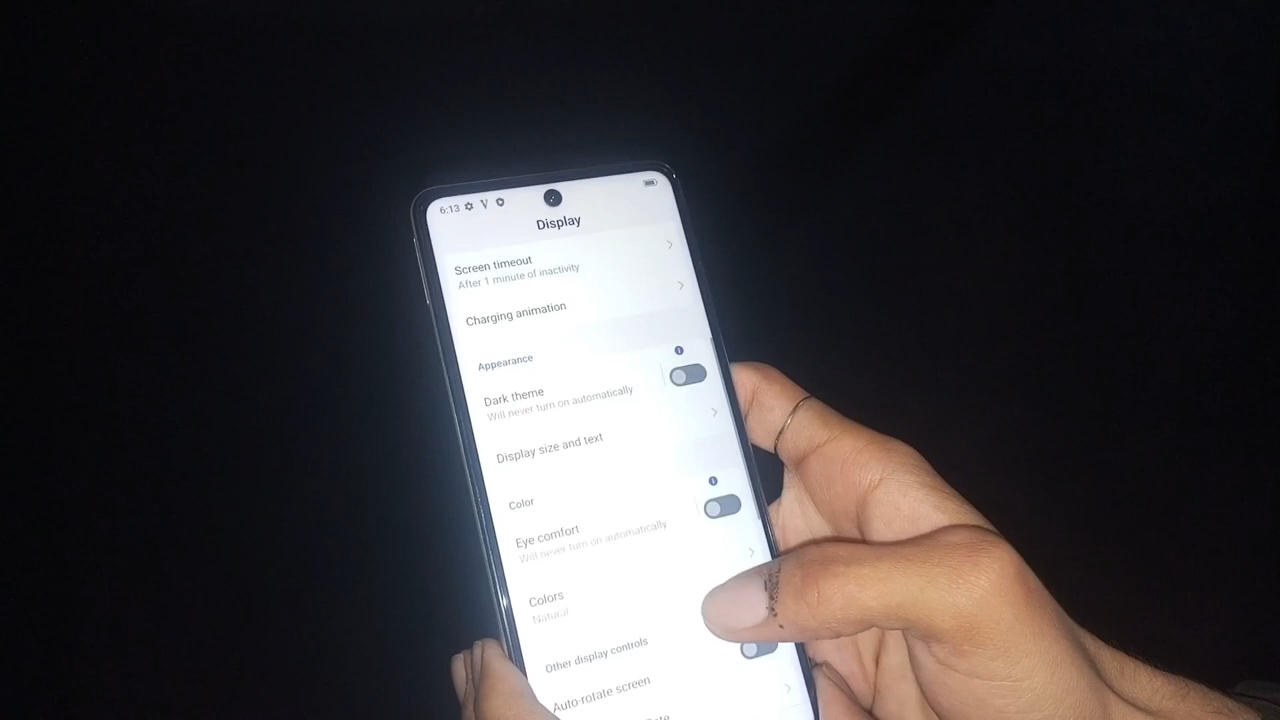 6:13
Display
Screen timeout
After 1 minute of inactivity
Charging animation
Appearance
Dark theme
Will never turn on automatically
Display size and text
Color
Eye comfort
Will never turn on automatically
Colors
Natural
Other display controls
Auto-rotate screen